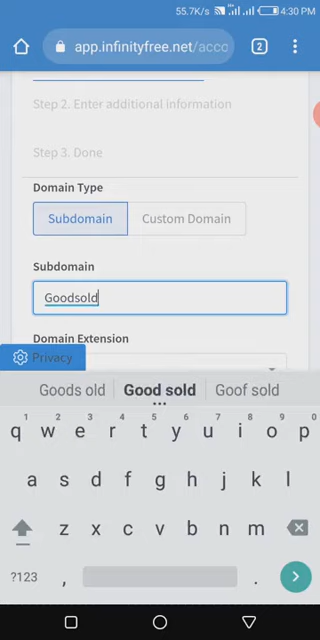 55.7K/s 4:30 PM
app.infinityfree.net/acco 2
Step 2. Enter additional information
Step 3. Done
Domain Type
Subdomain Custom Domain
Subdomain
Goodsold
Domain Extension
Privacy
Goods old Good sold Goof sold
1 2 3 4 5 6 7 8 9 0
q w e r t y u i o p
a s d f g h j k l
z x c v b n m
?123 , .